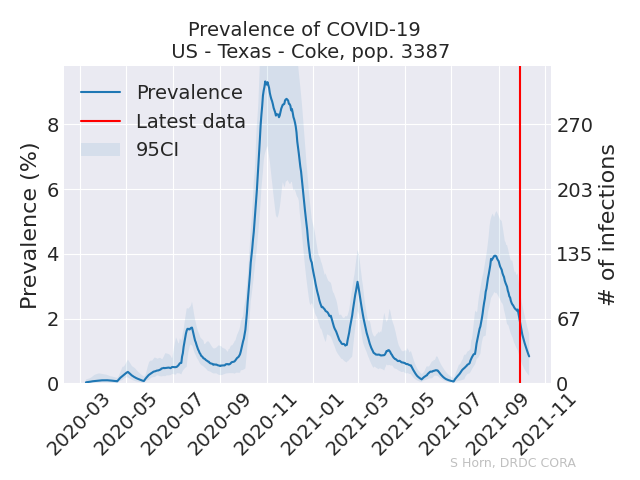 Prevalence of COVID-19
US - Texas - Coke, pop. 3387
Prevalence
Latest data
95CI
Prevalence (%)
8
6
4
2
0
270
203
135
67
0
# of infections
2020-03
2020-05
2020-07
2020-09
2020-11
2021-01
2021-03
2021-05
2021-07
2021-09
2021-11
S Horn, DRDC CORA